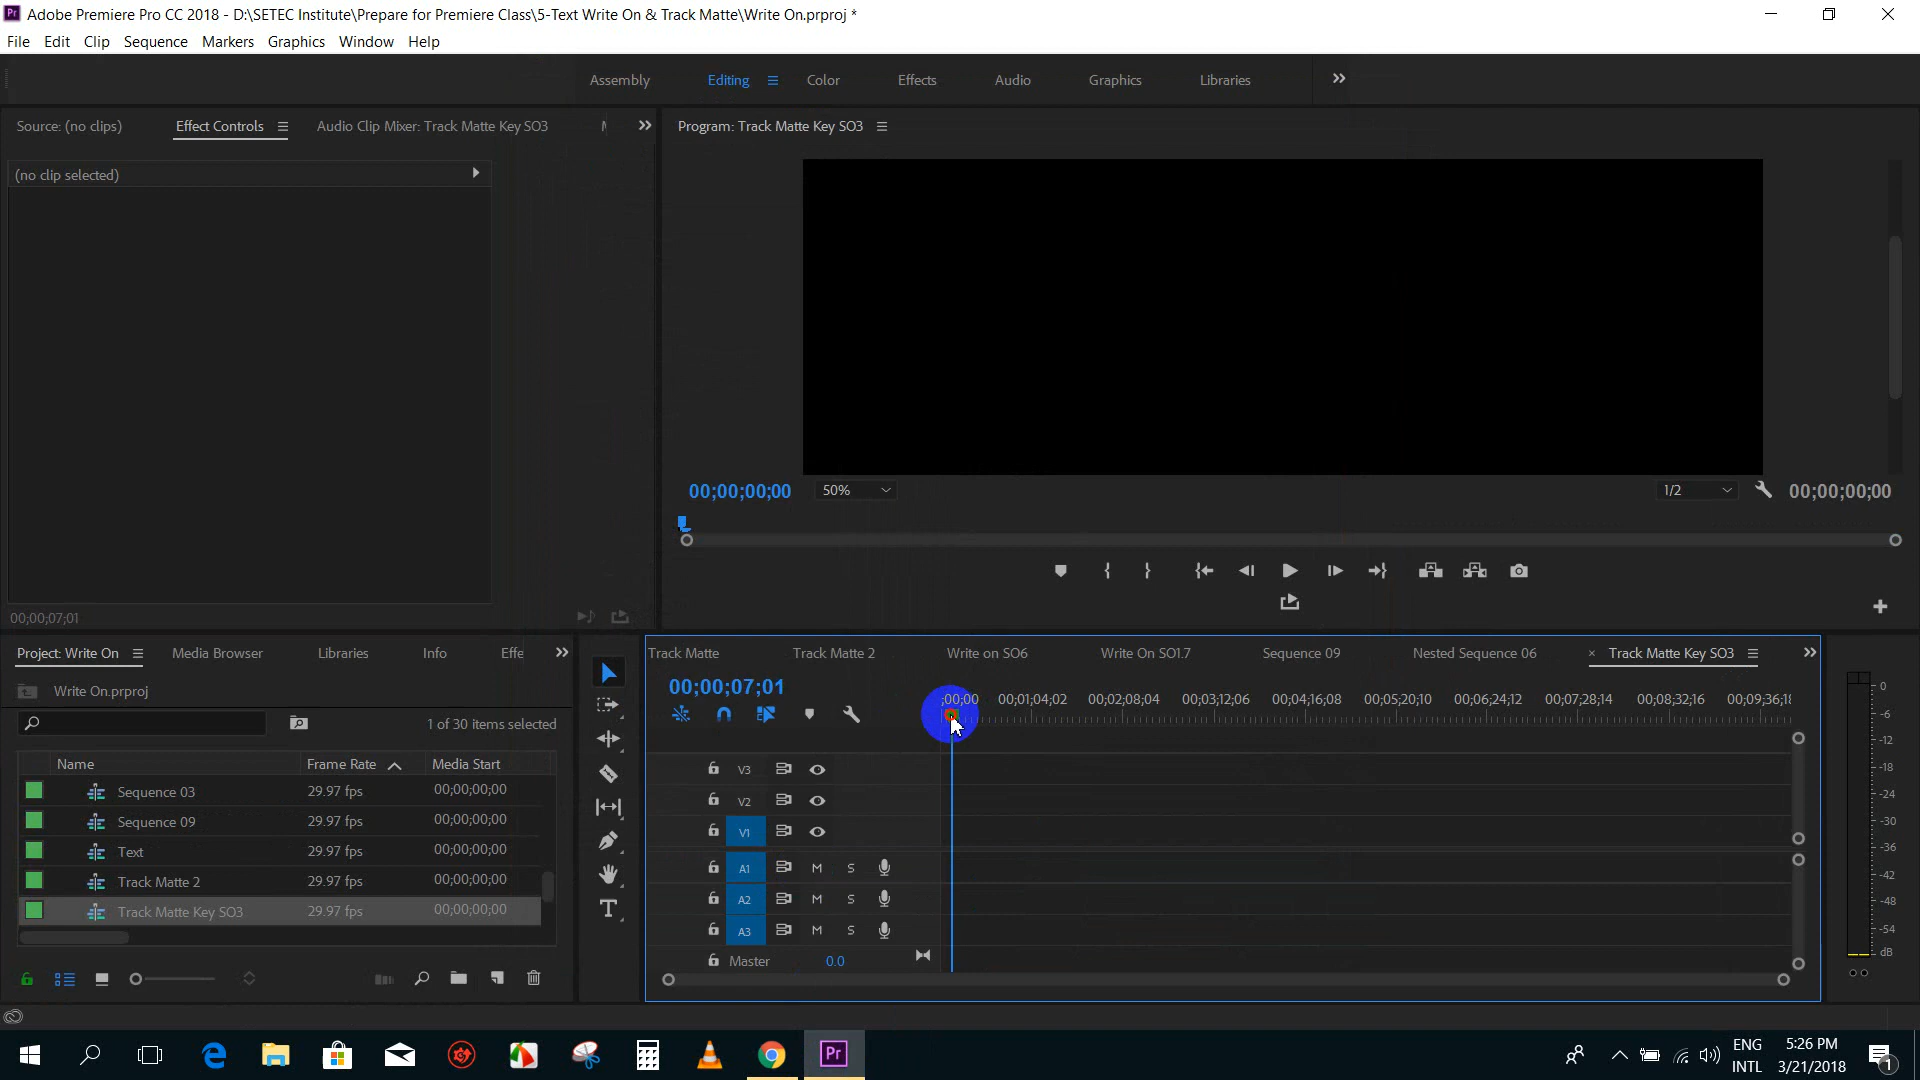 Adobe Premiere Pro CC 2018 - D:\SETEC Institute\Prepare for Premiere Class\5-Text Write On & Track Matte\Write On.prproj *
File Edit Clip Sequence Markers Graphics Window Help
Assembly Editing Color Effects Audio Graphics Libraries
Source: (no clips) Effect Controls Audio Clip Mixer: Track Matte Key SO3
Program: Track Matte Key SO3
(no clip selected)
00;00;00;00 50% 1/2 00;00;00;00
00;00;07;01
Project: Write On Media Browser Libraries Info Effe
Write On.prproj
1 of 30 items selected
Name Frame Rate Media Start
Sequence 03 29.97 fps 00;00;00;00
Sequence 09 29.97 fps 00;00;00;00
Text 29.97 fps 00;00;00;00
Track Matte 2 29.97 fps 00;00;00;00
Track Matte Key SO3 29.97 fps 00;00;00;00
Track Matte Track Matte 2 Write on SO6 Write On SO1.7 Sequence 09 Nested Sequence 06 × Track Matte Key SO3
00;00;07;01
;00;00 00;01;04;02 00;02;08;04 00;03;12;06 00;04;16;08 00;05;20;10 00;06;24;12 00;07;28;14 00;08;32;16 00;09;36;18
V3
V2
V1
A1 M S
A2 M S
A3 M S
Master 0.0
0
-6
-12
-18
-24
-30
-36
-42
-48
-54
dB
T
Pr
ENG
INTL
5:26 PM
3/21/2018
1